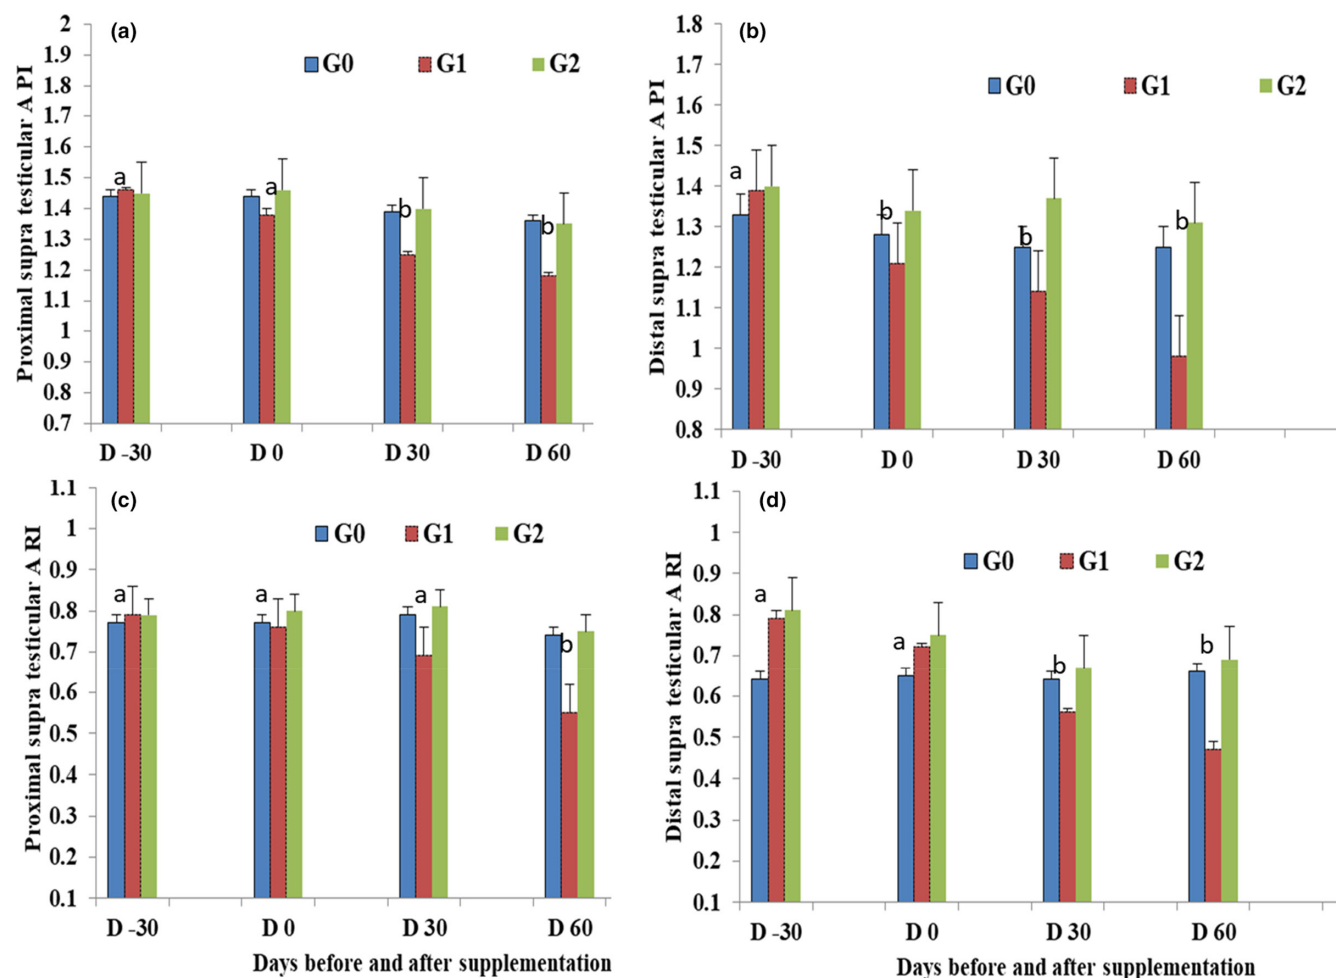 (a)
G0 G1 G2
Proximal supra testicular A PI
2
1.9
1.8
1.7
1.6
1.5
1.4
1.3
1.2
1.1
1
0.9
0.8
0.7
a a b b
D -30 D 0 D 30 D 60
(b)
G0 G1 G2
Distal supra testicular A PI
1.8
1.7
1.6
1.5
1.4
1.3
1.2
1.1
1
0.9
0.8
a b b b
D -30 D 0 D 30 D 60
(c)
G0 G1 G2
Proximal supra testicular A RI
1.1
1
0.9
0.8
0.7
0.6
0.5
0.4
0.3
0.2
0.1
a a a b
D -30 D 0 D 30 D 60
Days before and after supplementation
(d)
G0 G1 G2
Distal supra testicular A RI
1.1
1
0.9
0.8
0.7
0.6
0.5
0.4
0.3
0.2
0.1
a a b b
D -30 D 0 D 30 D 60
Days before and after supplementation